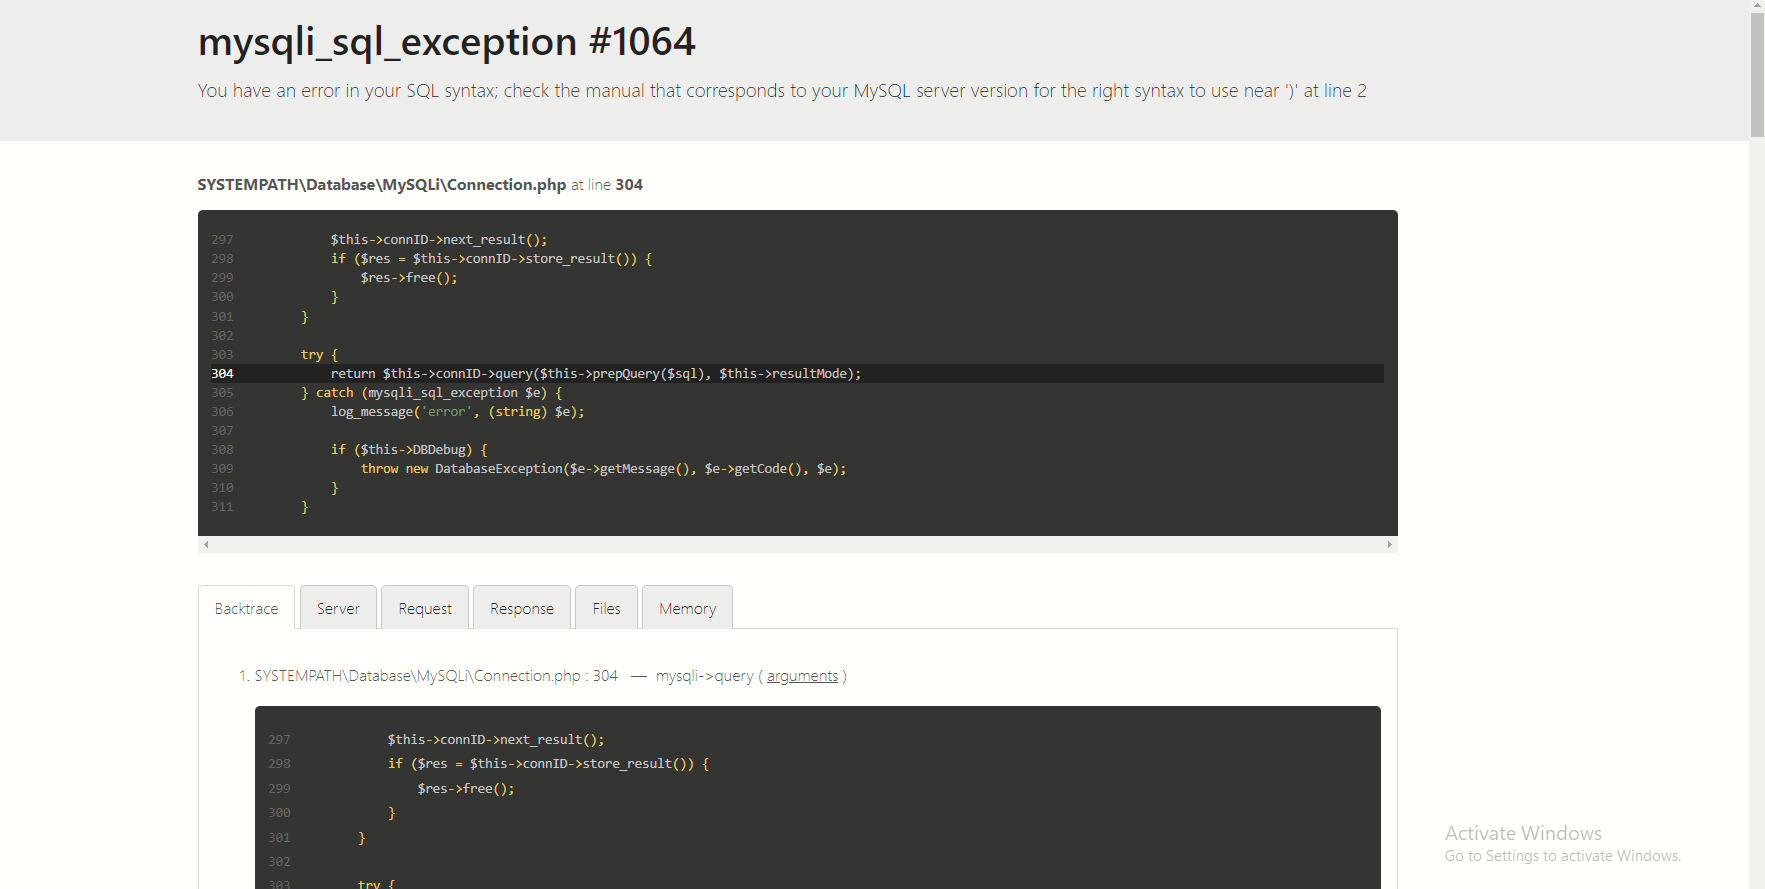 mysqli_sql_exception #1064
You have an error in your SQL syntax; check the manual that corresponds to your MySQL server version for the right syntax to use near ')' at line 2
SYSTEMPATH\Database\MySQLi\Connection.php at line 304
297 $this->connID->next_result();
298 if ($res = $this->connID->store_result()) {
299 $res->free();
300 }
301 }
302
303 try {
304 return $this->connID->query($this->prepQuery($sql), $this->resultMode);
305 } catch (mysqli_sql_exception $e) {
306 log_message('error', (string) $e);
307
308 if ($this->DBDebug) {
309 throw new DatabaseException($e->getMessage(), $e->getCode(), $e);
310 }
311 }
Backtrace Server Request Response Files Memory
1. SYSTEMPATH\Database\MySQLi\Connection.php : 304 — mysqli->query ( arguments )
297 $this->connID->next_result();
298 if ($res = $this->connID->store_result()) {
299 $res->free();
300 }
301 }
302
303 try {
Activate Windows
Go to Settings to activate Windows.